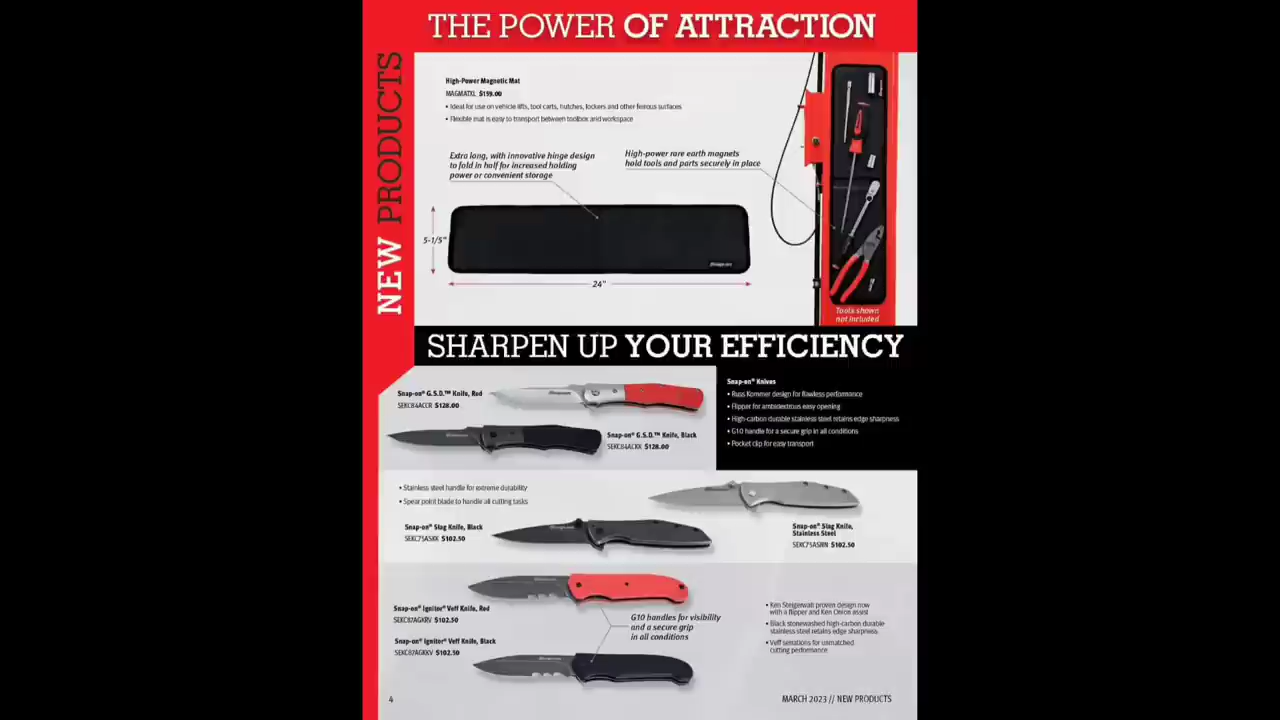 THE POWER OF ATTRACTION
NEW PRODUCTS
High-Power Magnetic Mat
MAGMATXL $159.00
• Ideal for use on vehicle lifts, tool carts, hutches, lockers and other ferrous surfaces
• Flexible mat is easy to transport between toolbox and workspace
Extra long, with innovative hinge design
to fold in half for increased holding
power or convenient storage
High-power rare earth magnets
hold tools and parts securely in place
5-1/5"
Snap-on
24"
Tools shown
not included
SHARPEN UP YOUR EFFICIENCY
Snap-on® G.S.D.™ Knife, Red
SEKC84ACCR $128.00
Snap-on® G.S.D.™ Knife, Black
SEKC84ACKK $128.00
Snap-on® Knives
• Russ Kommer design for flawless performance
• Flipper for ambidextrous easy opening
• High-carbon durable stainless steel retains edge sharpness
• G10 handle for a secure grip in all conditions
• Pocket clip for easy transport
• Stainless steel handle for extreme durability
• Spear point blade to handle all cutting tasks
Snap-on® Slag Knife, Black
SEKC75ASKK $102.50
Snap-on® Slag Knife,
Stainless Steel
$102.50
Snap-on® Ignitor® Veff Knife, Red
SEKC87AGKRV $102.50
Snap-on® Ignitor® Veff Knife, Black
SEKC87AGKKV $102.50
G10 handles for visibility
and a secure grip
in all conditions
• Ken Steigerwalt proven design now
with a flipper and Ken Onion assist
• Black stonewashed high-carbon durable
stainless steel retains edge sharpness
• Veff serrations for unmatched
cutting performance
4
MARCH 2023 // NEW PRODUCTS